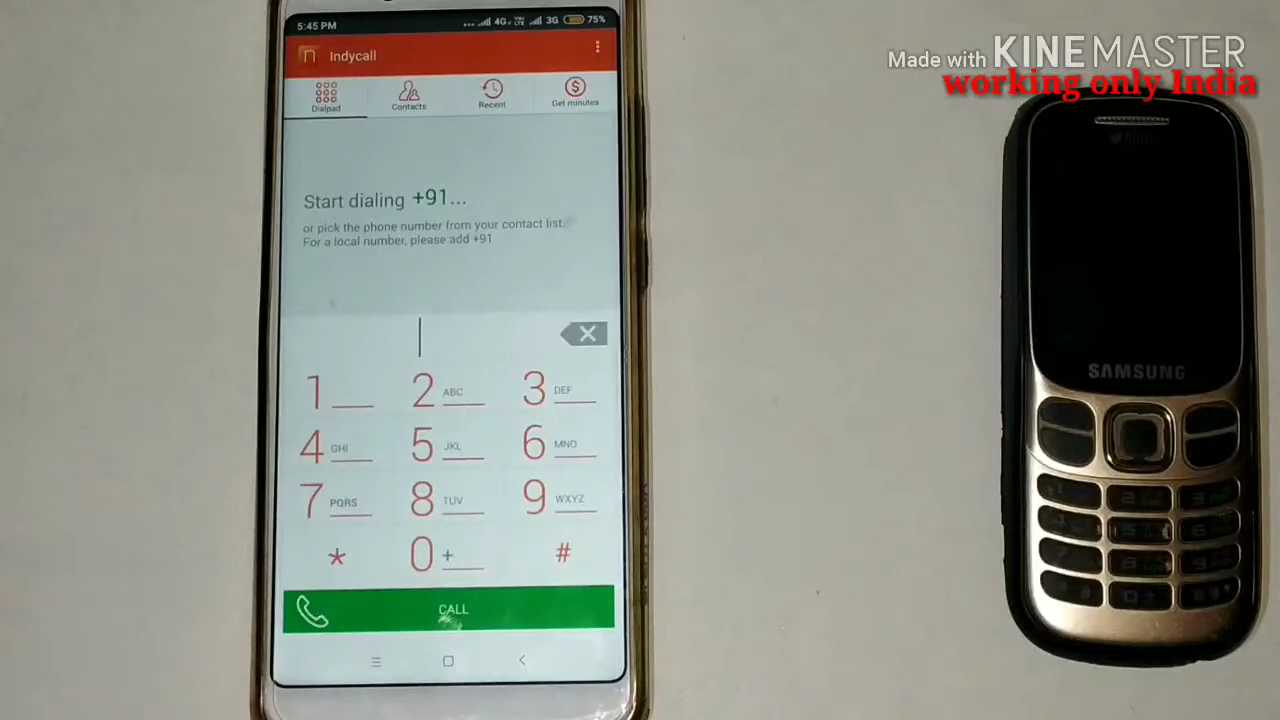 5:45 PM
4G
VoLTE
3G
75%
Indycall
Made with KINEMASTER
working only India
Dialpad
Contacts
Recent
Get minutes
Start dialing +91...
or pick the phone number from your contact list.
For a local number, please add +91
1
2 ABC
3 DEF
4 GHI
5 JKL
6 MNO
7 PQRS
8 TUV
9 WXYZ
*
0 +
#
CALL
SAMSUNG